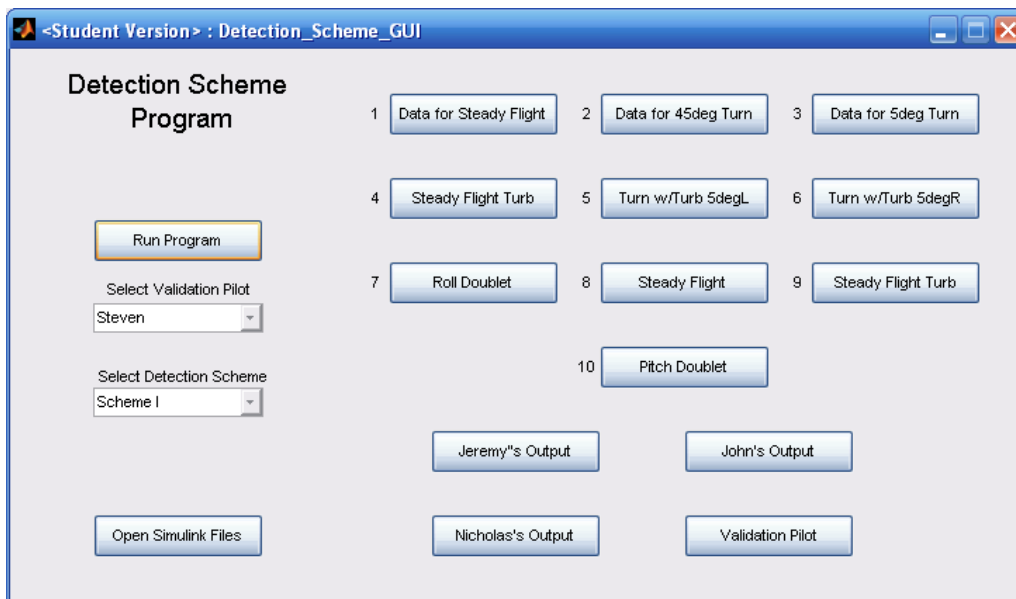 <Student Version> : Detection_Scheme_GUI
Detection Scheme
Program
1 Data for Steady Flight 2 Data for 45deg Turn 3 Data for 5deg Turn
4 Steady Flight Turb 5 Turn w/Turb 5degL 6 Turn w/Turb 5degR
Run Program
7 Roll Doublet 8 Steady Flight 9 Steady Flight Turb
Select Validation Pilot
Steven
10 Pitch Doublet
Select Detection Scheme
Scheme I
Jeremy"s Output John's Output
Open Simulink Files Nicholas's Output Validation Pilot